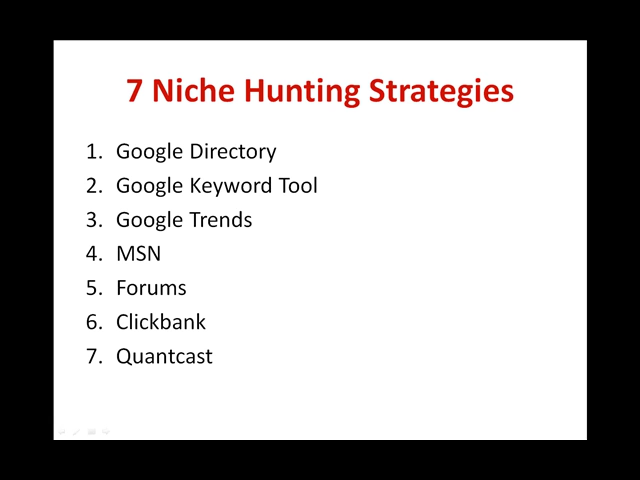 7 Niche Hunting Strategies
1. Google Directory
2. Google Keyword Tool
3. Google Trends
4. MSN
5. Forums
6. Clickbank
7. Quantcast